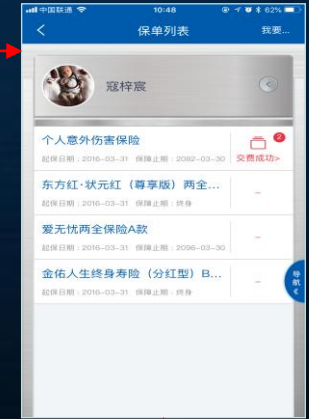 中国联通 10:48 62%
保单列表 我要...
寇梓宸
个人意外伤害保险 2
起保日期：2016-03-31 保障止期：2082-03-30 交费成功>
东方红·状元红（尊享版）两全... --
起保日期：2016-03-31 保障止期：终身
爱无忧两全保险A款 --
起保日期：2016-03-31 保障止期：2096-03-30
金佑人生终身寿险（分红型）B... --
起保日期：2016-03-31 保障止期：终身
导航